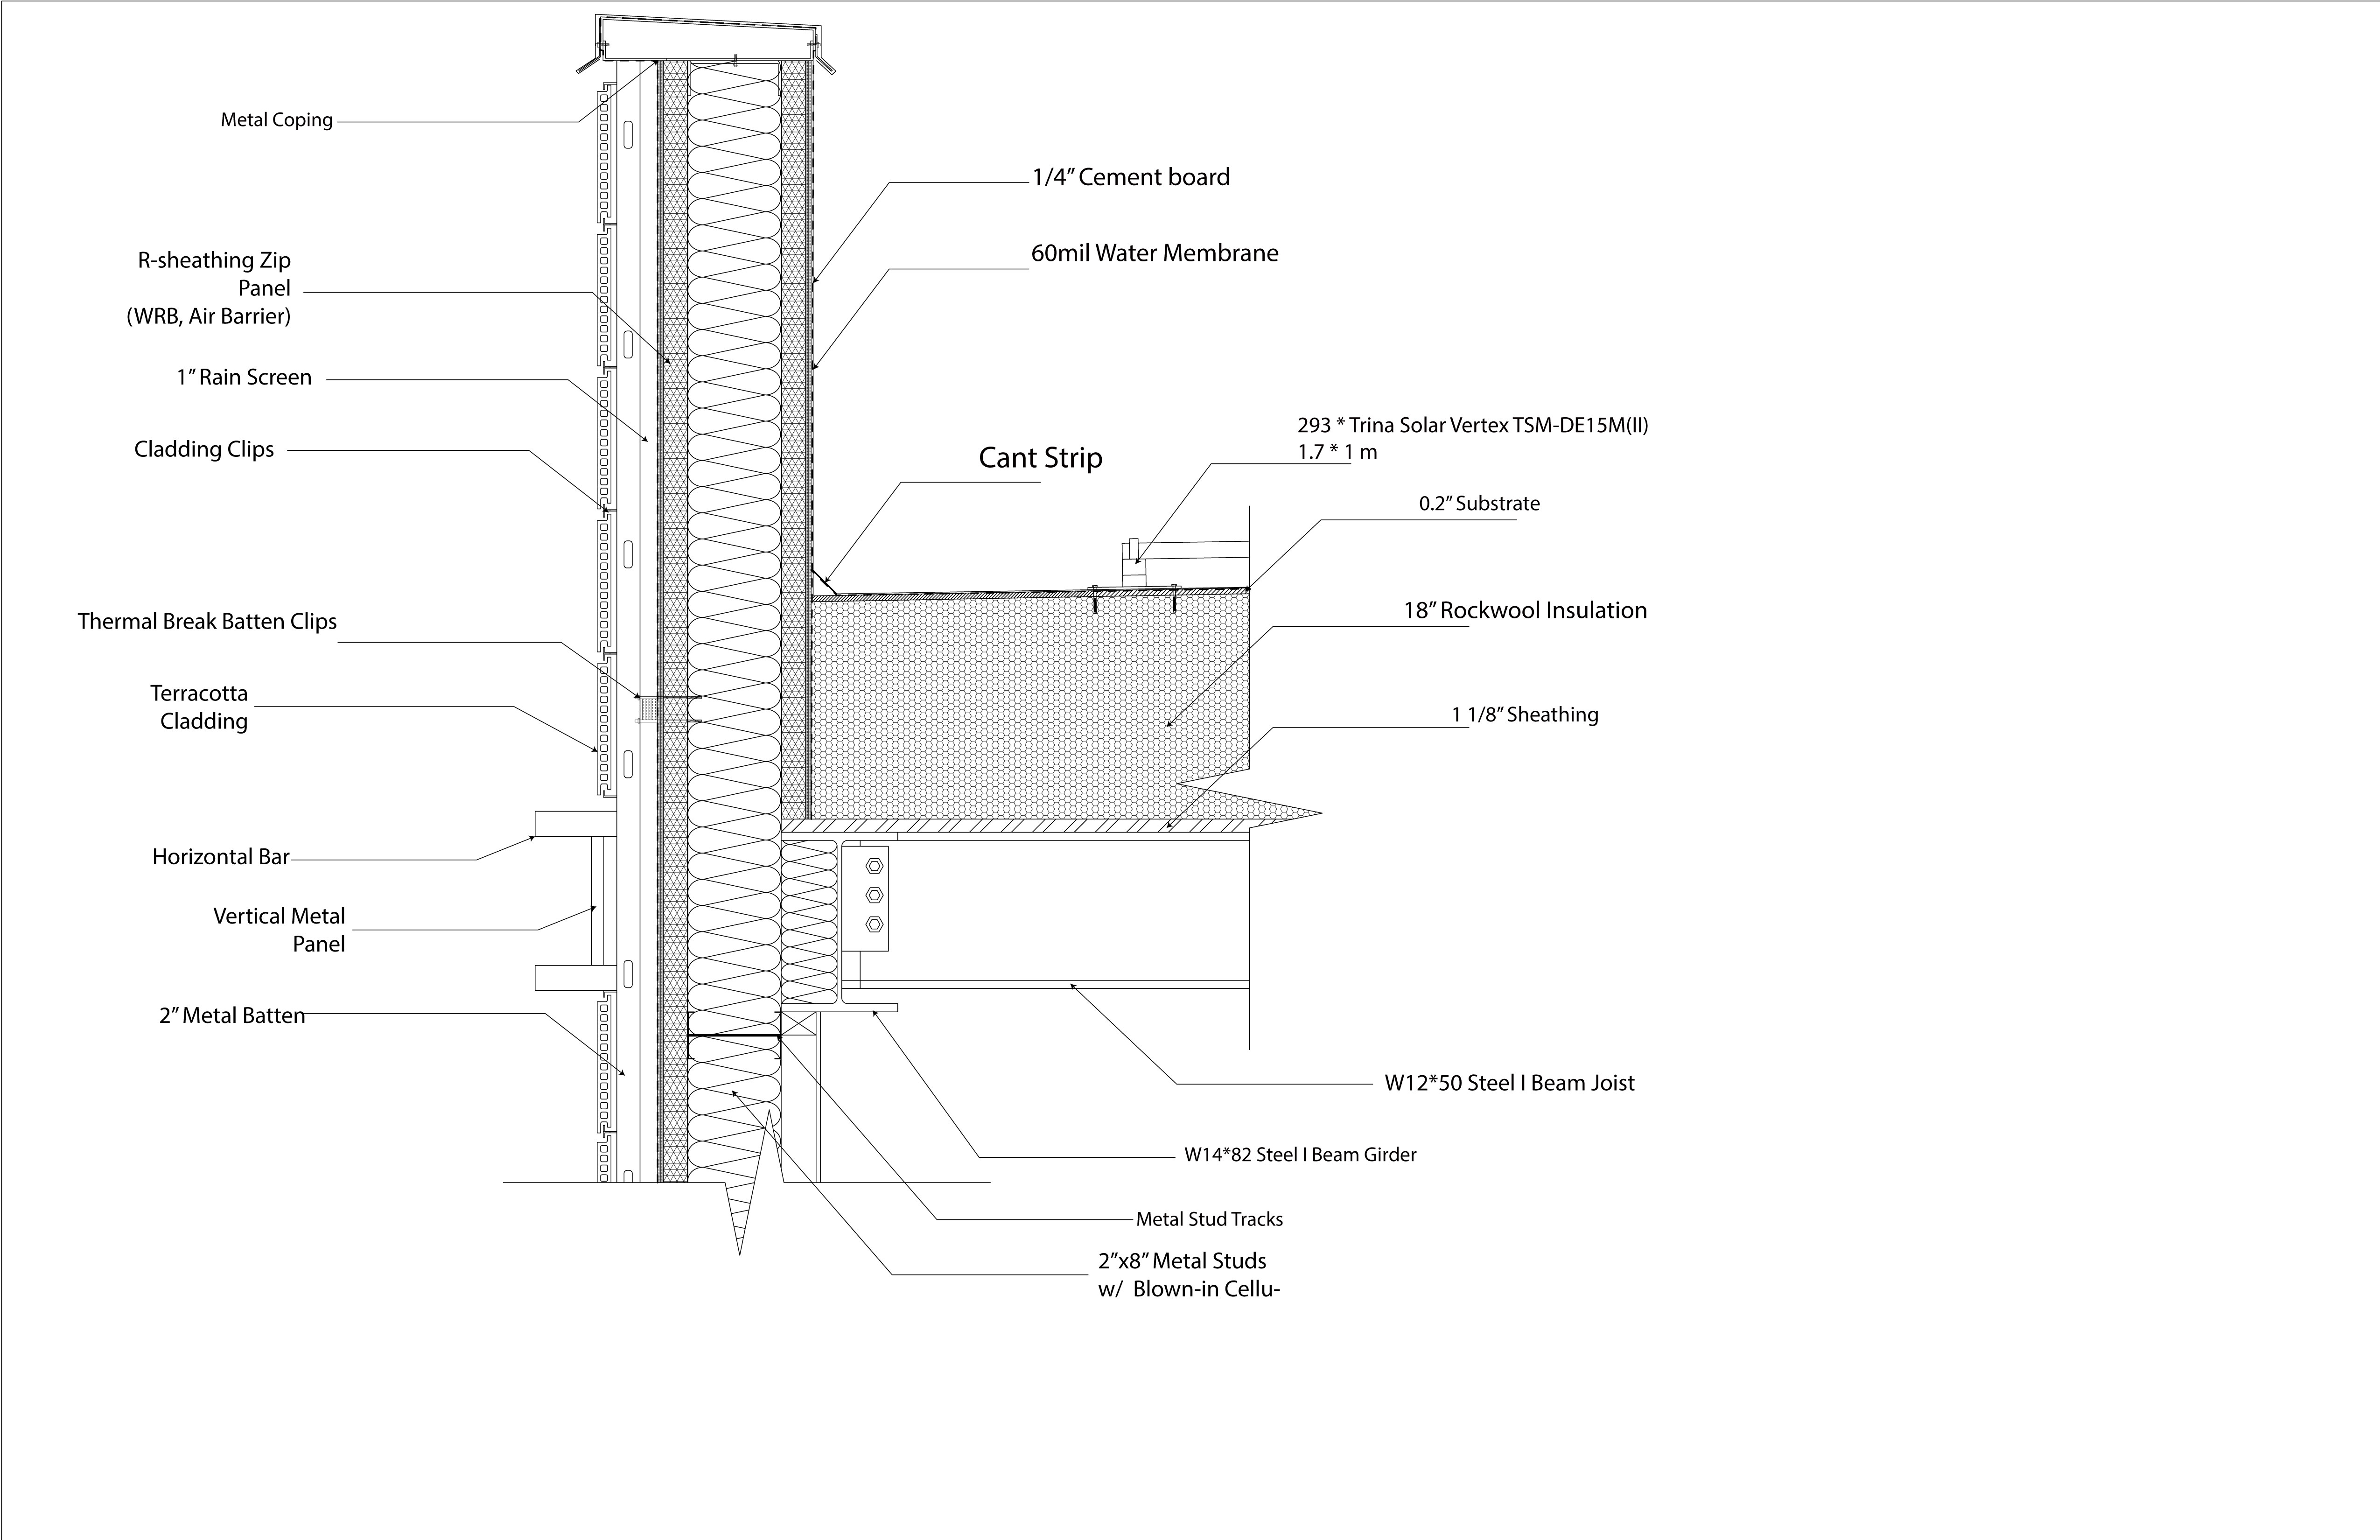 Metal Coping
R-sheathing Zip
Panel
(WRB, Air Barrier)
1” Rain Screen
Cladding Clips
Thermal Break Batten Clips
Terracotta
Cladding
Horizontal Bar
Vertical Metal
Panel
2” Metal Batten
1/4” Cement board
60mil Water Membrane
Cant Strip
293 * Trina Solar Vertex TSM-DE15M(II)
1.7 * 1 m
0.2” Substrate
18” Rockwool Insulation
1 1/8” Sheathing
W12*50 Steel I Beam Joist
W14*82 Steel I Beam Girder
Metal Stud Tracks
2”x8” Metal Studs
w/  Blown-in Cellu-